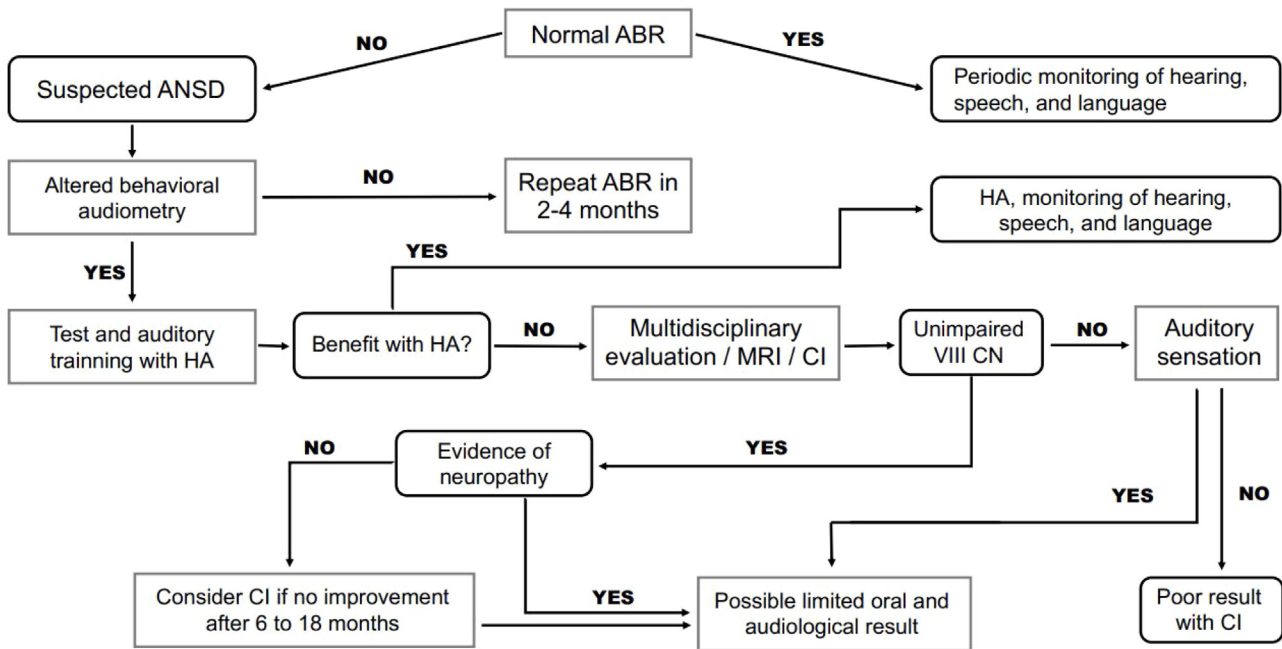 Normal ABR
NO
YES
Suspected ANSD
Periodic monitoring of hearing,
speech, and language
Altered behavioral
audiometry
NO
Repeat ABR in
2-4 months
HA, monitoring of hearing,
speech, and language
YES
YES
Test and auditory
trainning with HA
Benefit with HA?
NO
Multidisciplinary
evaluation / MRI / CI
Unimpaired
VIII CN
NO
Auditory
sensation
NO
Evidence of
neuropathy
YES
YES
NO
Consider CI if no improvement
after 6 to 18 months
YES
Possible limited oral and
audiological result
Poor result
with CI